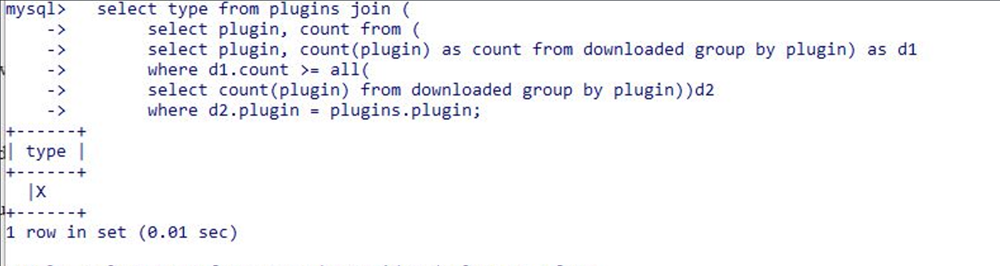 mysql>   select type from plugins join (
    ->        select plugin, count from (
    ->        select plugin, count(plugin) as count from downloaded group by plugin) as d1
    ->        where d1.count >= all(
    ->        select count(plugin) from downloaded group by plugin))d2
    ->        where d2.plugin = plugins.plugin;
+------+
| type |
+------+
  |X
+------+
1 row in set (0.01 sec)